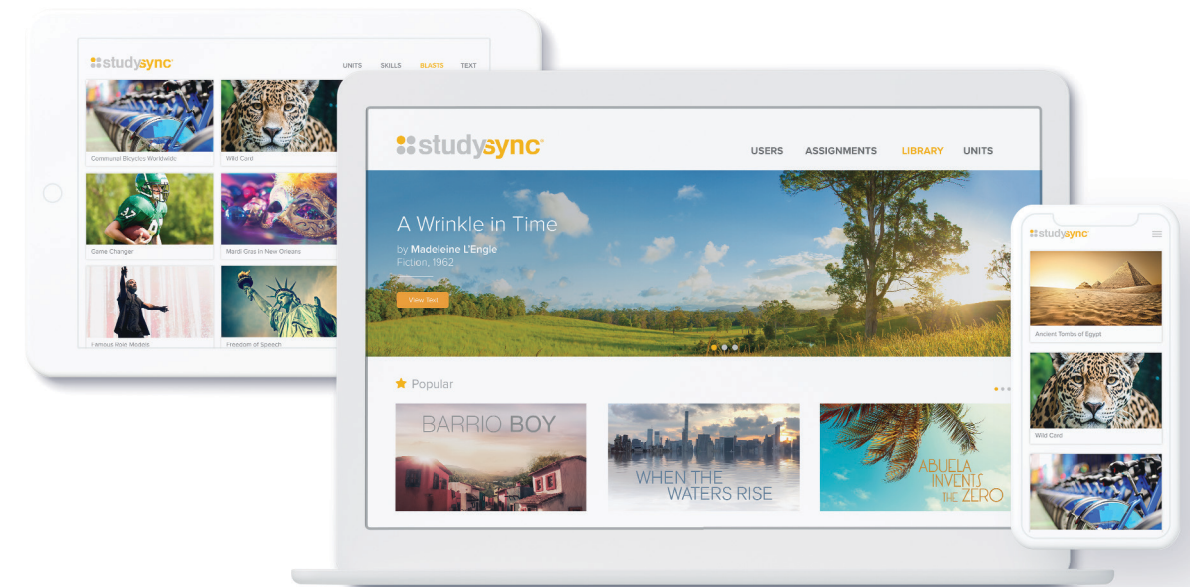 studysync
UNITS SKILLS BLASTS TEXT
Communal Bicycles Worldwide
Wild Card
Game Changer
Mardi Gras in New Orleans
Famous Role Models
Freedom of Speech
studysync
USERS ASSIGNMENTS LIBRARY UNITS
A Wrinkle in Time
by Madeleine L'Engle
Fiction, 1962
View Text
Popular
BARRIO BOY
WHEN THE
WATERS RISE
ABUELA
INVENTS
THE ZERO
studysync
Ancient Tombs of Egypt
Wild Card